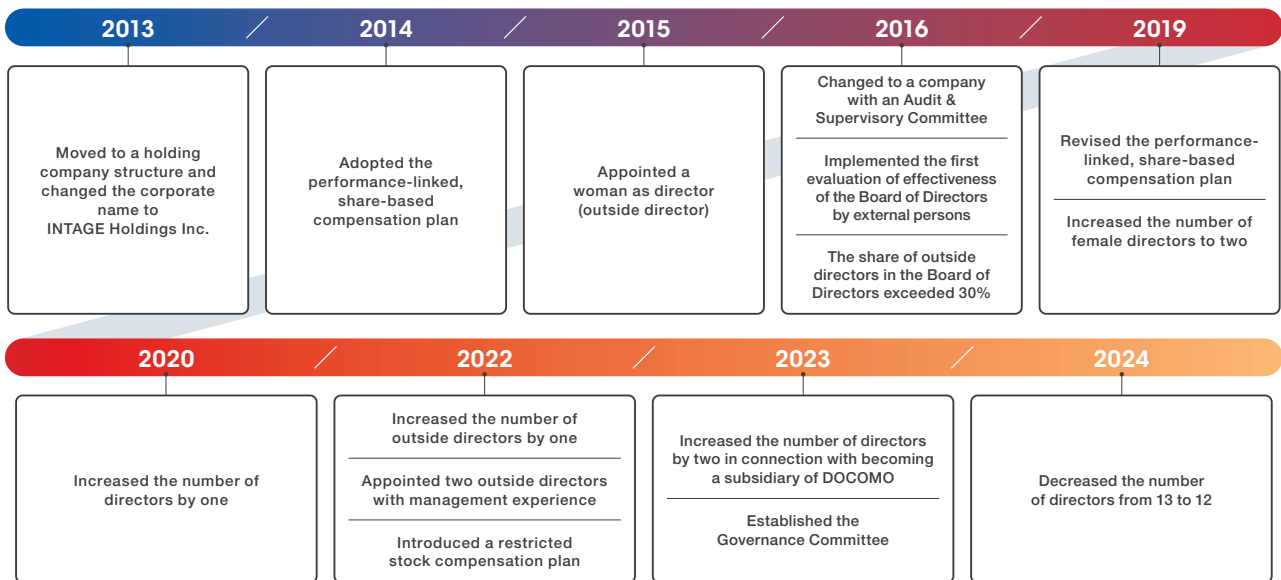 2013
2014
2015
2016
2019
Moved to a holding
company structure and
changed the corporate
name to
INTAGE Holdings Inc.
Adopted the
performance-linked,
share-based
compensation plan
Appointed a
woman as director
(outside director)
Changed to a company
with an Audit &
Supervisory Committee
Implemented the first
evaluation of effectiveness
of the Board of Directors
by external persons
The share of outside
directors in the Board of
Directors exceeded 30%
Revised the performance-
linked, share-based
compensation plan
Increased the number of
female directors to two
2020
2022
2023
2024
Increased the number of
directors by one
Increased the number of
outside directors by one
Appointed two outside directors
with management experience
Introduced a restricted
stock compensation plan
Increased the number of directors
by two in connection with becoming
a subsidiary of DOCOMO
Established the
Governance Committee
Decreased the number
of directors from 13 to 12